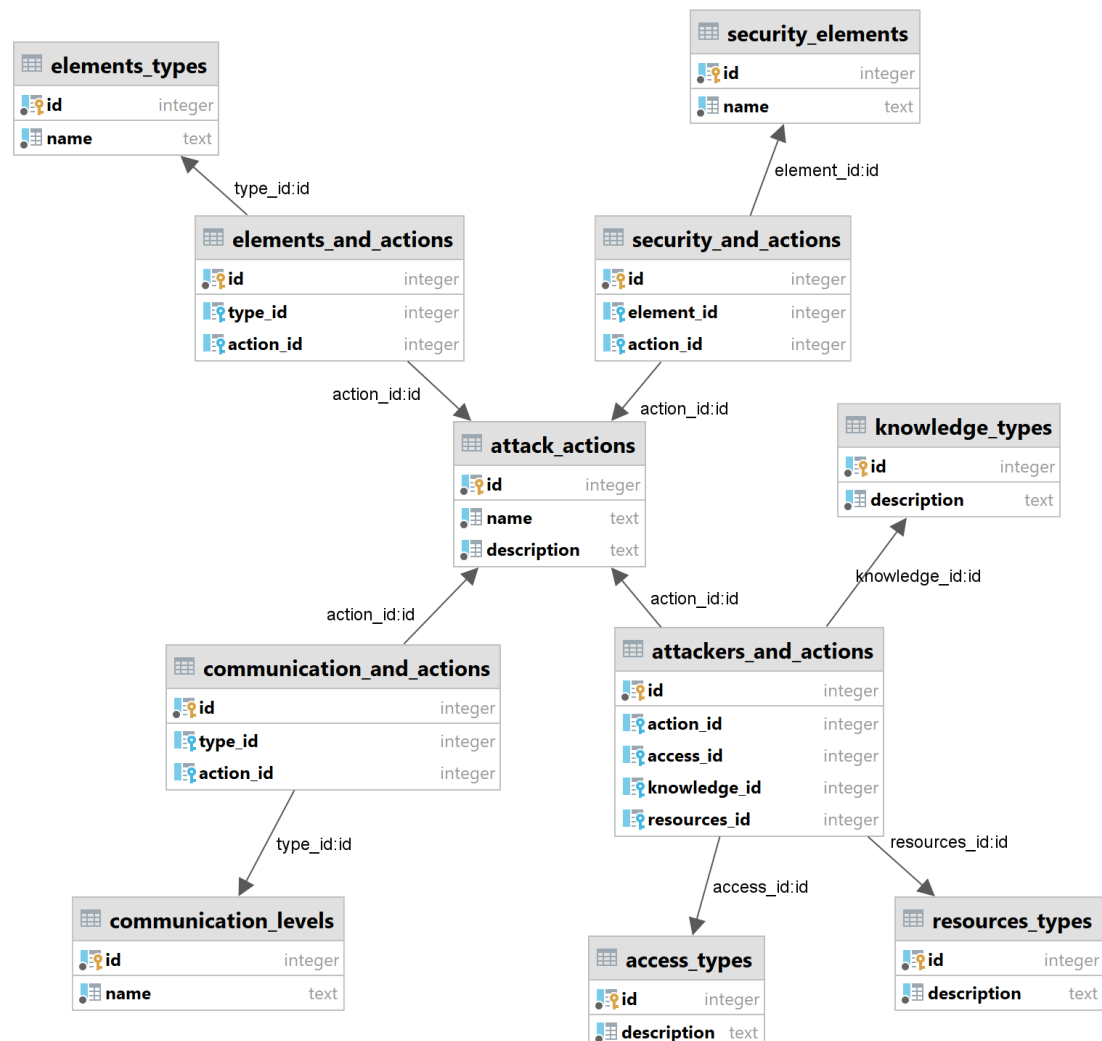 security_elements
id integer
name text
elements_types
id integer
name text
element_id:id
type_id:id
elements_and_actions
id integer
type_id integer
action_id integer
security_and_actions
id integer
element_id integer
action_id integer
action_id:id
action_id:id
attack_actions
id integer
name text
description text
knowledge_types
id integer
description text
knowledge_id:id
action_id:id
action_id:id
communication_and_actions
id integer
type_id integer
action_id integer
attackers_and_actions
id integer
action_id integer
access_id integer
knowledge_id integer
resources_id integer
type_id:id
resources_id:id
access_id:id
communication_levels
id integer
name text
access_types
id integer
description text
resources_types
id integer
description text